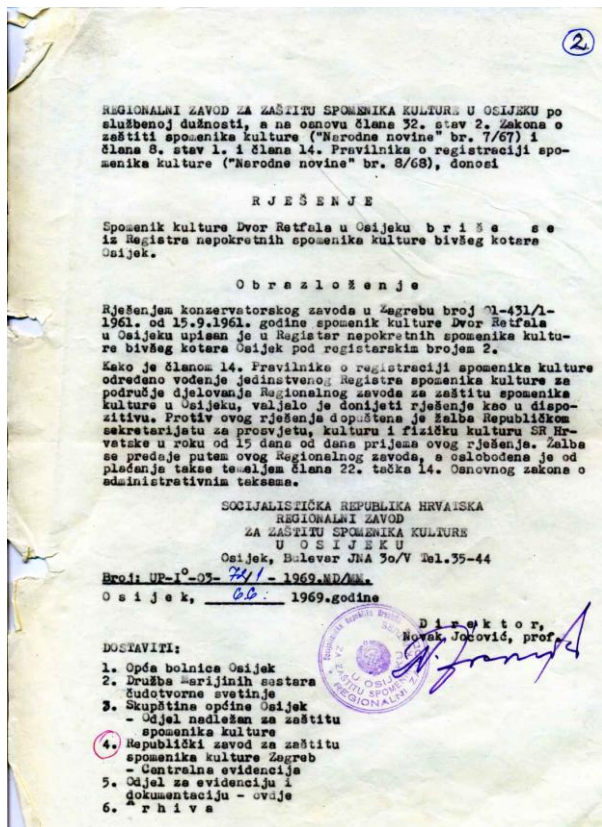 2
REGIONALNI ZAVOD ZA ZAŠTITU SPOMENIKA KULTURE U OSIJEKU po
službenoj dužnosti, a na osnovu člana 32. stav 2. Zakona o
zaštiti spomenika kulture ("Narodne novine" br. 7/67) i
člana 8. stav 1. i člana 14. Pravilnika o registraciji spo-
menika kulture ("Narodne novine" br. 8/68), donosi
R J E Š E N J E
Spomenik kulture Dvor Retfala u Osijeku b r i š e s e
iz Registra nepokretnih spomenika kulture bivšeg kotara
Osijek.
O b r a z l o ž e n j e
Rješenjem konzervatorskog zavoda u Zagrebu broj 01-431/1-
1961. od 15.9.1961. godine spomenik kulture Dvor Retfala
u Osijeku upisan je u Registar nepokretnih spomenika kultu-
re bivšeg kotara Osijek pod registarskim brojem 2.
Kako je članom 14. Pravilnika o registraciji spomenika kulture
određeno vođenje jedinstvenog Registra spomenika kulture za
područje djelovanja Regionalnog zavoda za zaštitu spomenika
kulture u Osijeku, valjalo je donijeti rješenje kao u dispo-
zitivu. Protiv ovog rješenja dopuštena je žalba Republičkom
sekretarijatu za prosvjetu, kulturu i fizičku kulturu SR Hr-
vatske u roku od 15 dana od dana prijema ovog rješenja. Žalba
se predaje putem ovog Regionalnog zavoda, a oslobođena je od
plaćanja takse temeljem člana 22. tačka 14. Osnovnog zakona o
administrativnim taksama.
SOCIJALISTIČKA REPUBLIKA HRVATSKA
REGIONALNI ZAVOD
ZA ZAŠTITU SPOMENIKA KULTURE
U O S I J E K U
Osijek, Bulevar JNA 30/V Tel.35-44
Broj: UP-I°-03- 72/1 - 1969.MD/MM.
O s i j e k, 6.6. 1969.godine
D i r e k t o r,
Novak Jocović, prof.
DOSTAVITI:
1. Opća bolnica Osijek
2. Družba Marijinih sestara
čudotvorne svetinje
3. Skupština općine Osijek
- Odjel nadležan za zaštitu
spomenika kulture
4. Republički zavod za zaštitu
spomenika kulture Zagreb
- Centralna evidencija
5. Odjel za evidenciju i
dokumentaciju - ovdje
6. A r h i v a